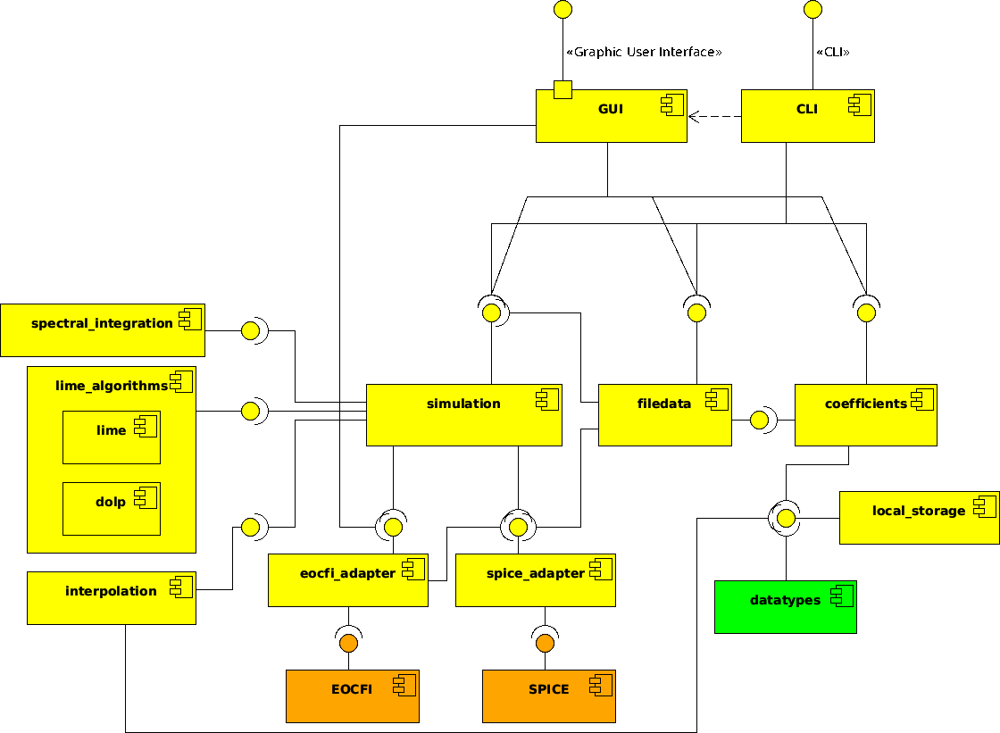 «Graphic User Interface»
«CLI»
GUI
CLI
spectral_integration
lime_algorithms
lime
dolp
simulation
filedata
coefficients
local_storage
interpolation
eocfi_adapter
spice_adapter
datatypes
EOCFI
SPICE